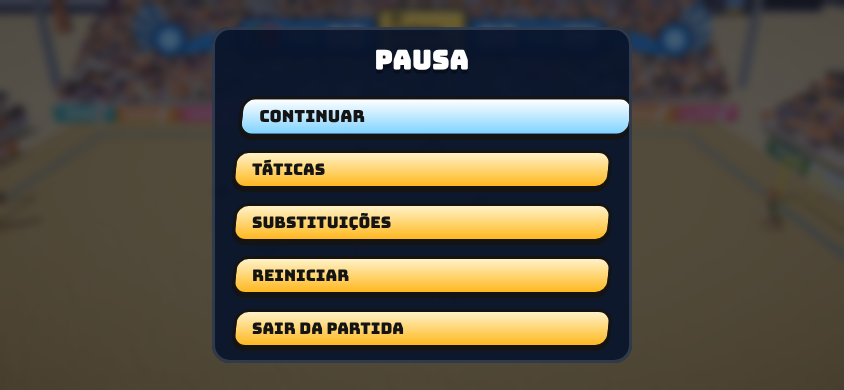 PAUSA
CONTINUAR
TÁTICAS
SUBSTITUIÇÕES
REINICIAR
SAIR DA PARTIDA